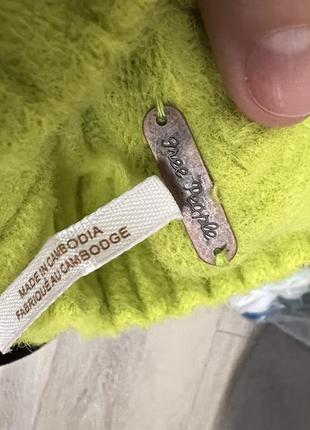 free People
MADE IN CAMBODIA
FABRIQUÉ AU CAMBODGE